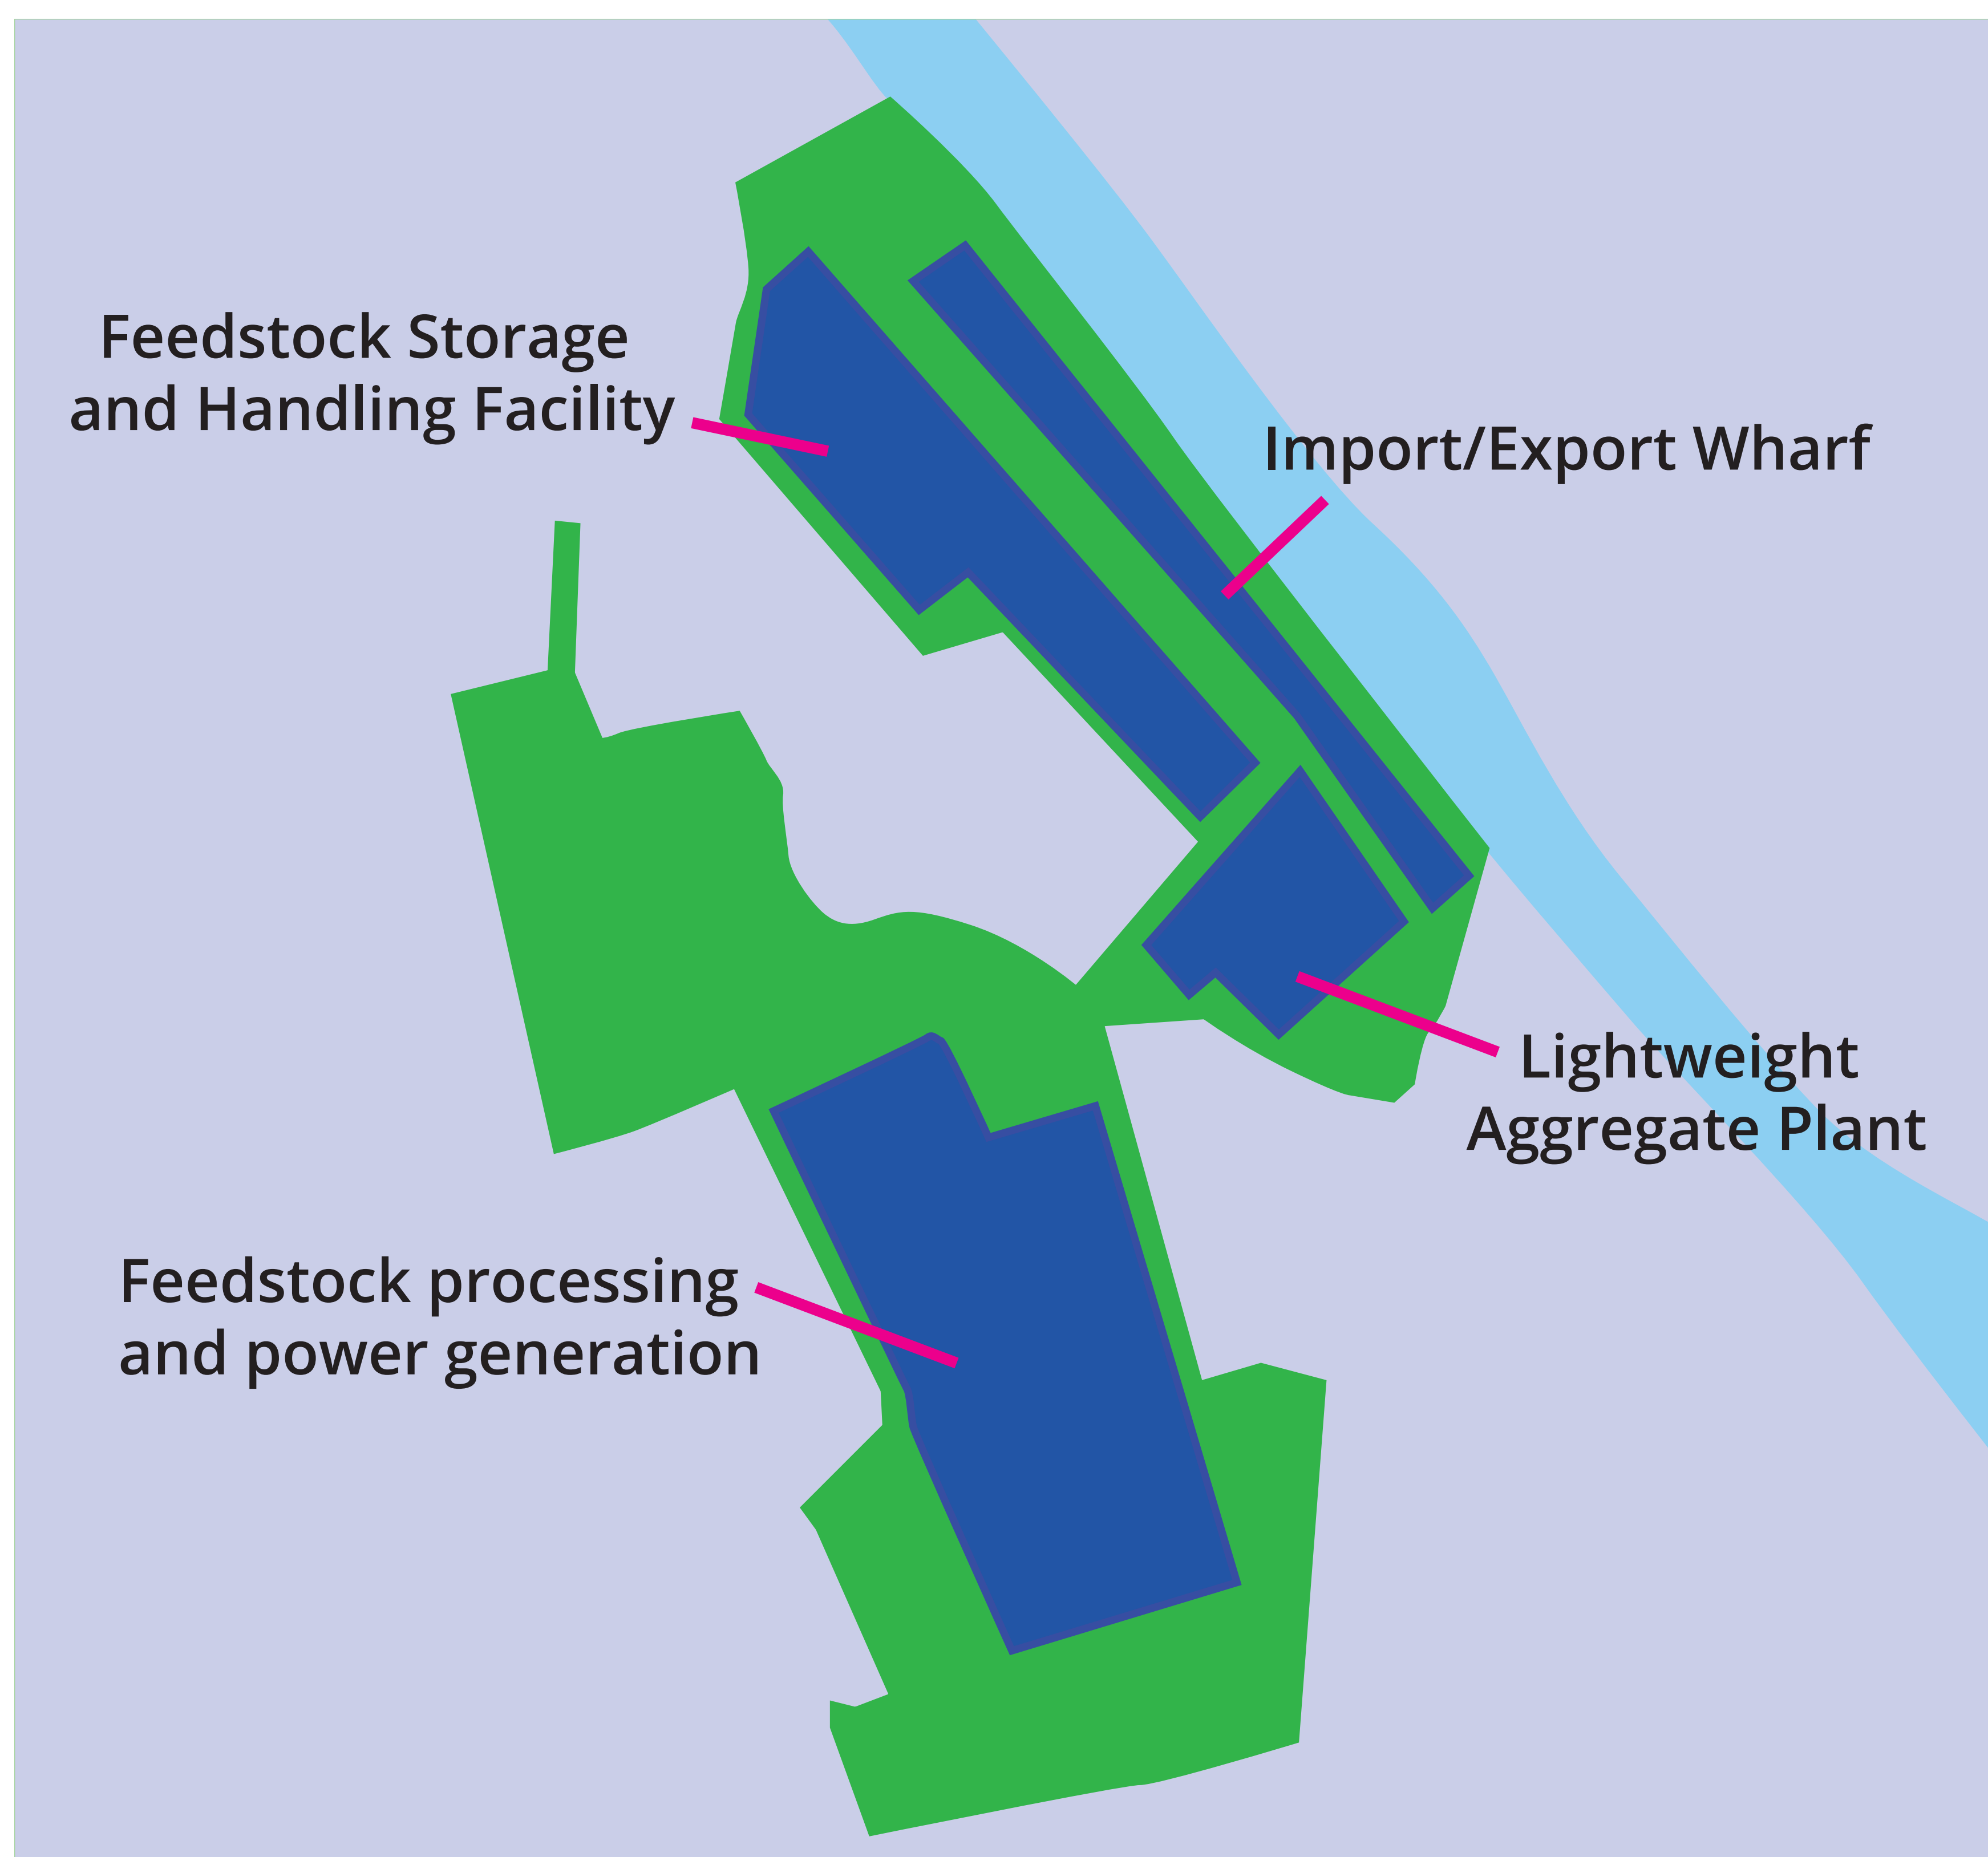 Feedstock Storage
and Handling Facility
Import/Export Wharf
Lightweight
Aggregate Plant
Feedstock processing
and power generation